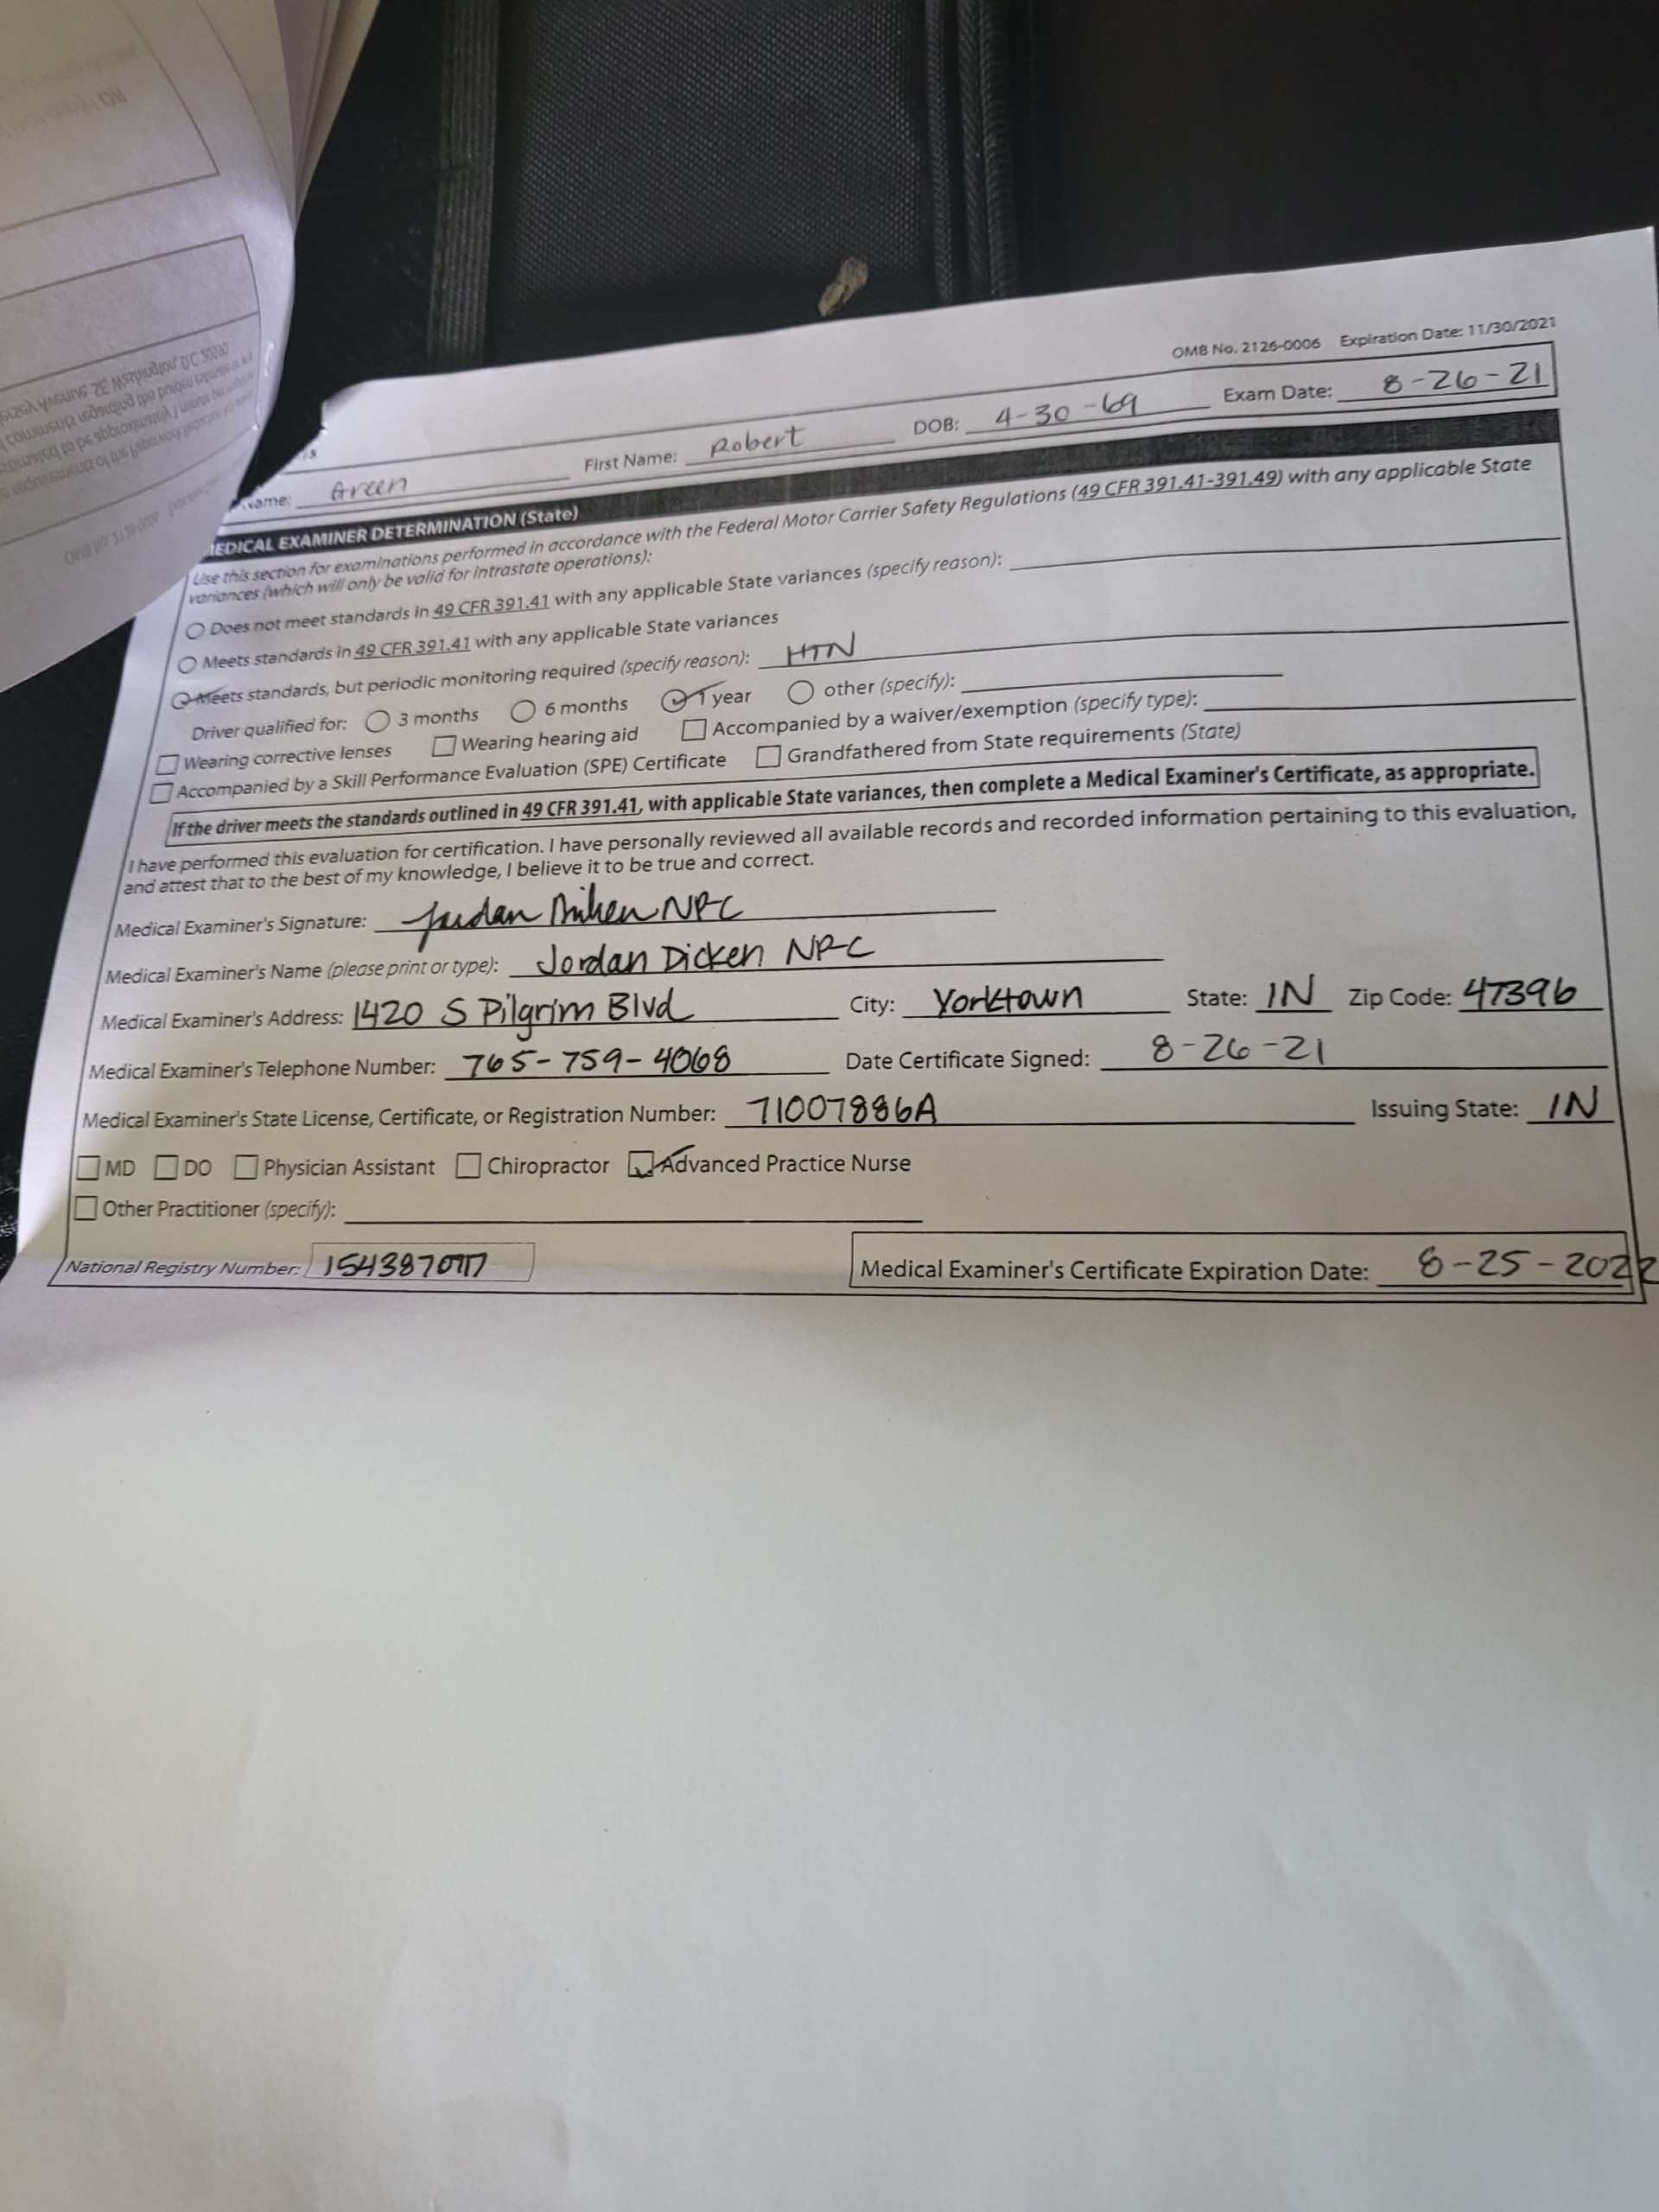 OMB No. 2126-0006 Expiration Date: 11/30/2021
Name: Green First Name: Robert DOB: 4-30-69 Exam Date: 8-26-21
MEDICAL EXAMINER DETERMINATION (State)
Use this section for examinations performed in accordance with the Federal Motor Carrier Safety Regulations (49 CFR 391.41-391.49) with any applicable State
variances (which will only be valid for intrastate operations):
Does not meet standards in 49 CFR 391.41 with any applicable State variances (specify reason):
Meets standards in 49 CFR 391.41 with any applicable State variances
Meets standards, but periodic monitoring required (specify reason): HTN
Driver qualified for: 3 months 6 months 1 year other (specify):
Wearing corrective lenses Wearing hearing aid Accompanied by a waiver/exemption (specify type):
Accompanied by a Skill Performance Evaluation (SPE) Certificate Grandfathered from State requirements (State)
If the driver meets the standards outlined in 49 CFR 391.41, with applicable State variances, then complete a Medical Examiner's Certificate, as appropriate.
I have performed this evaluation for certification. I have personally reviewed all available records and recorded information pertaining to this evaluation,
and attest that to the best of my knowledge, I believe it to be true and correct.
Medical Examiner's Signature: Jordan Dicken NPC
Medical Examiner's Name (please print or type): Jordan Dicken NP-C
Medical Examiner's Address: 1420 S Pilgrim Blvd City: Yorktown State: IN Zip Code: 47396
Medical Examiner's Telephone Number: 765-759-4068 Date Certificate Signed: 8-26-21
Medical Examiner's State License, Certificate, or Registration Number: 71007886A Issuing State: IN
MD DO Physician Assistant Chiropractor Advanced Practice Nurse
Other Practitioner (specify):
National Registry Number: Medical Examiner's Certificate Expiration Date: 8-25-2022